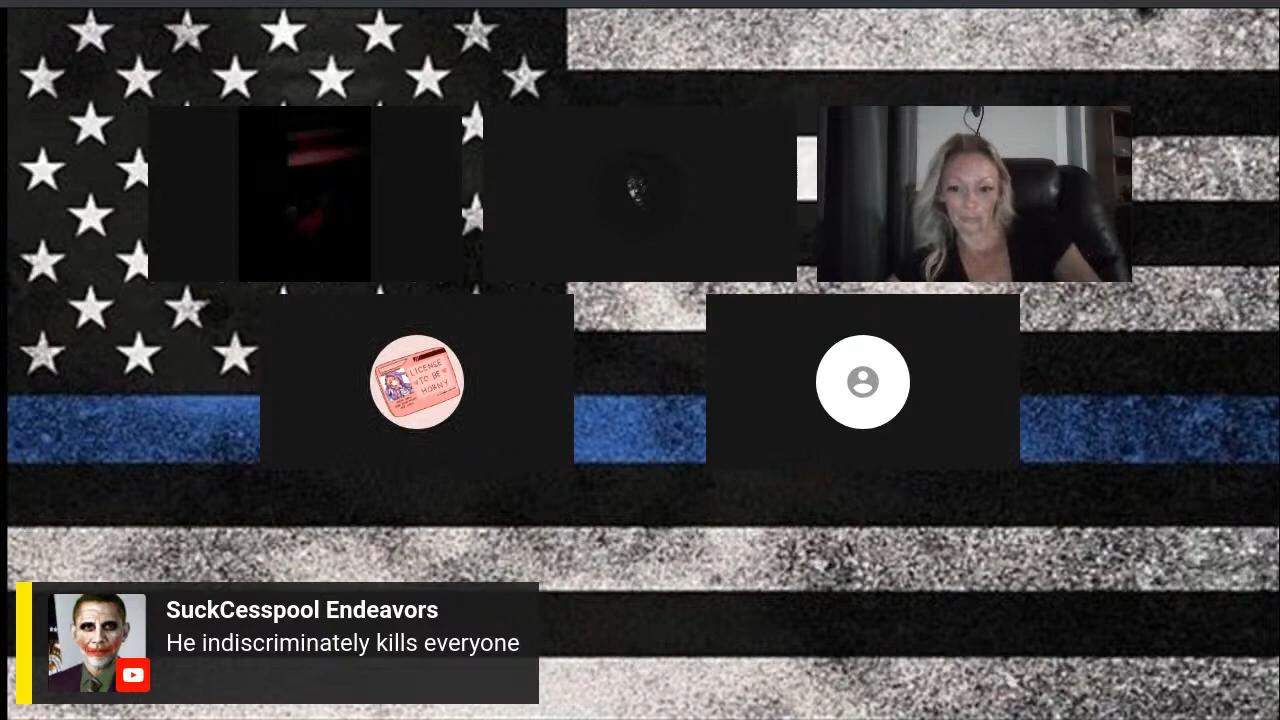 LICENSE
TO BE
HORNY
SuckCesspool Endeavors
He indiscriminately kills everyone